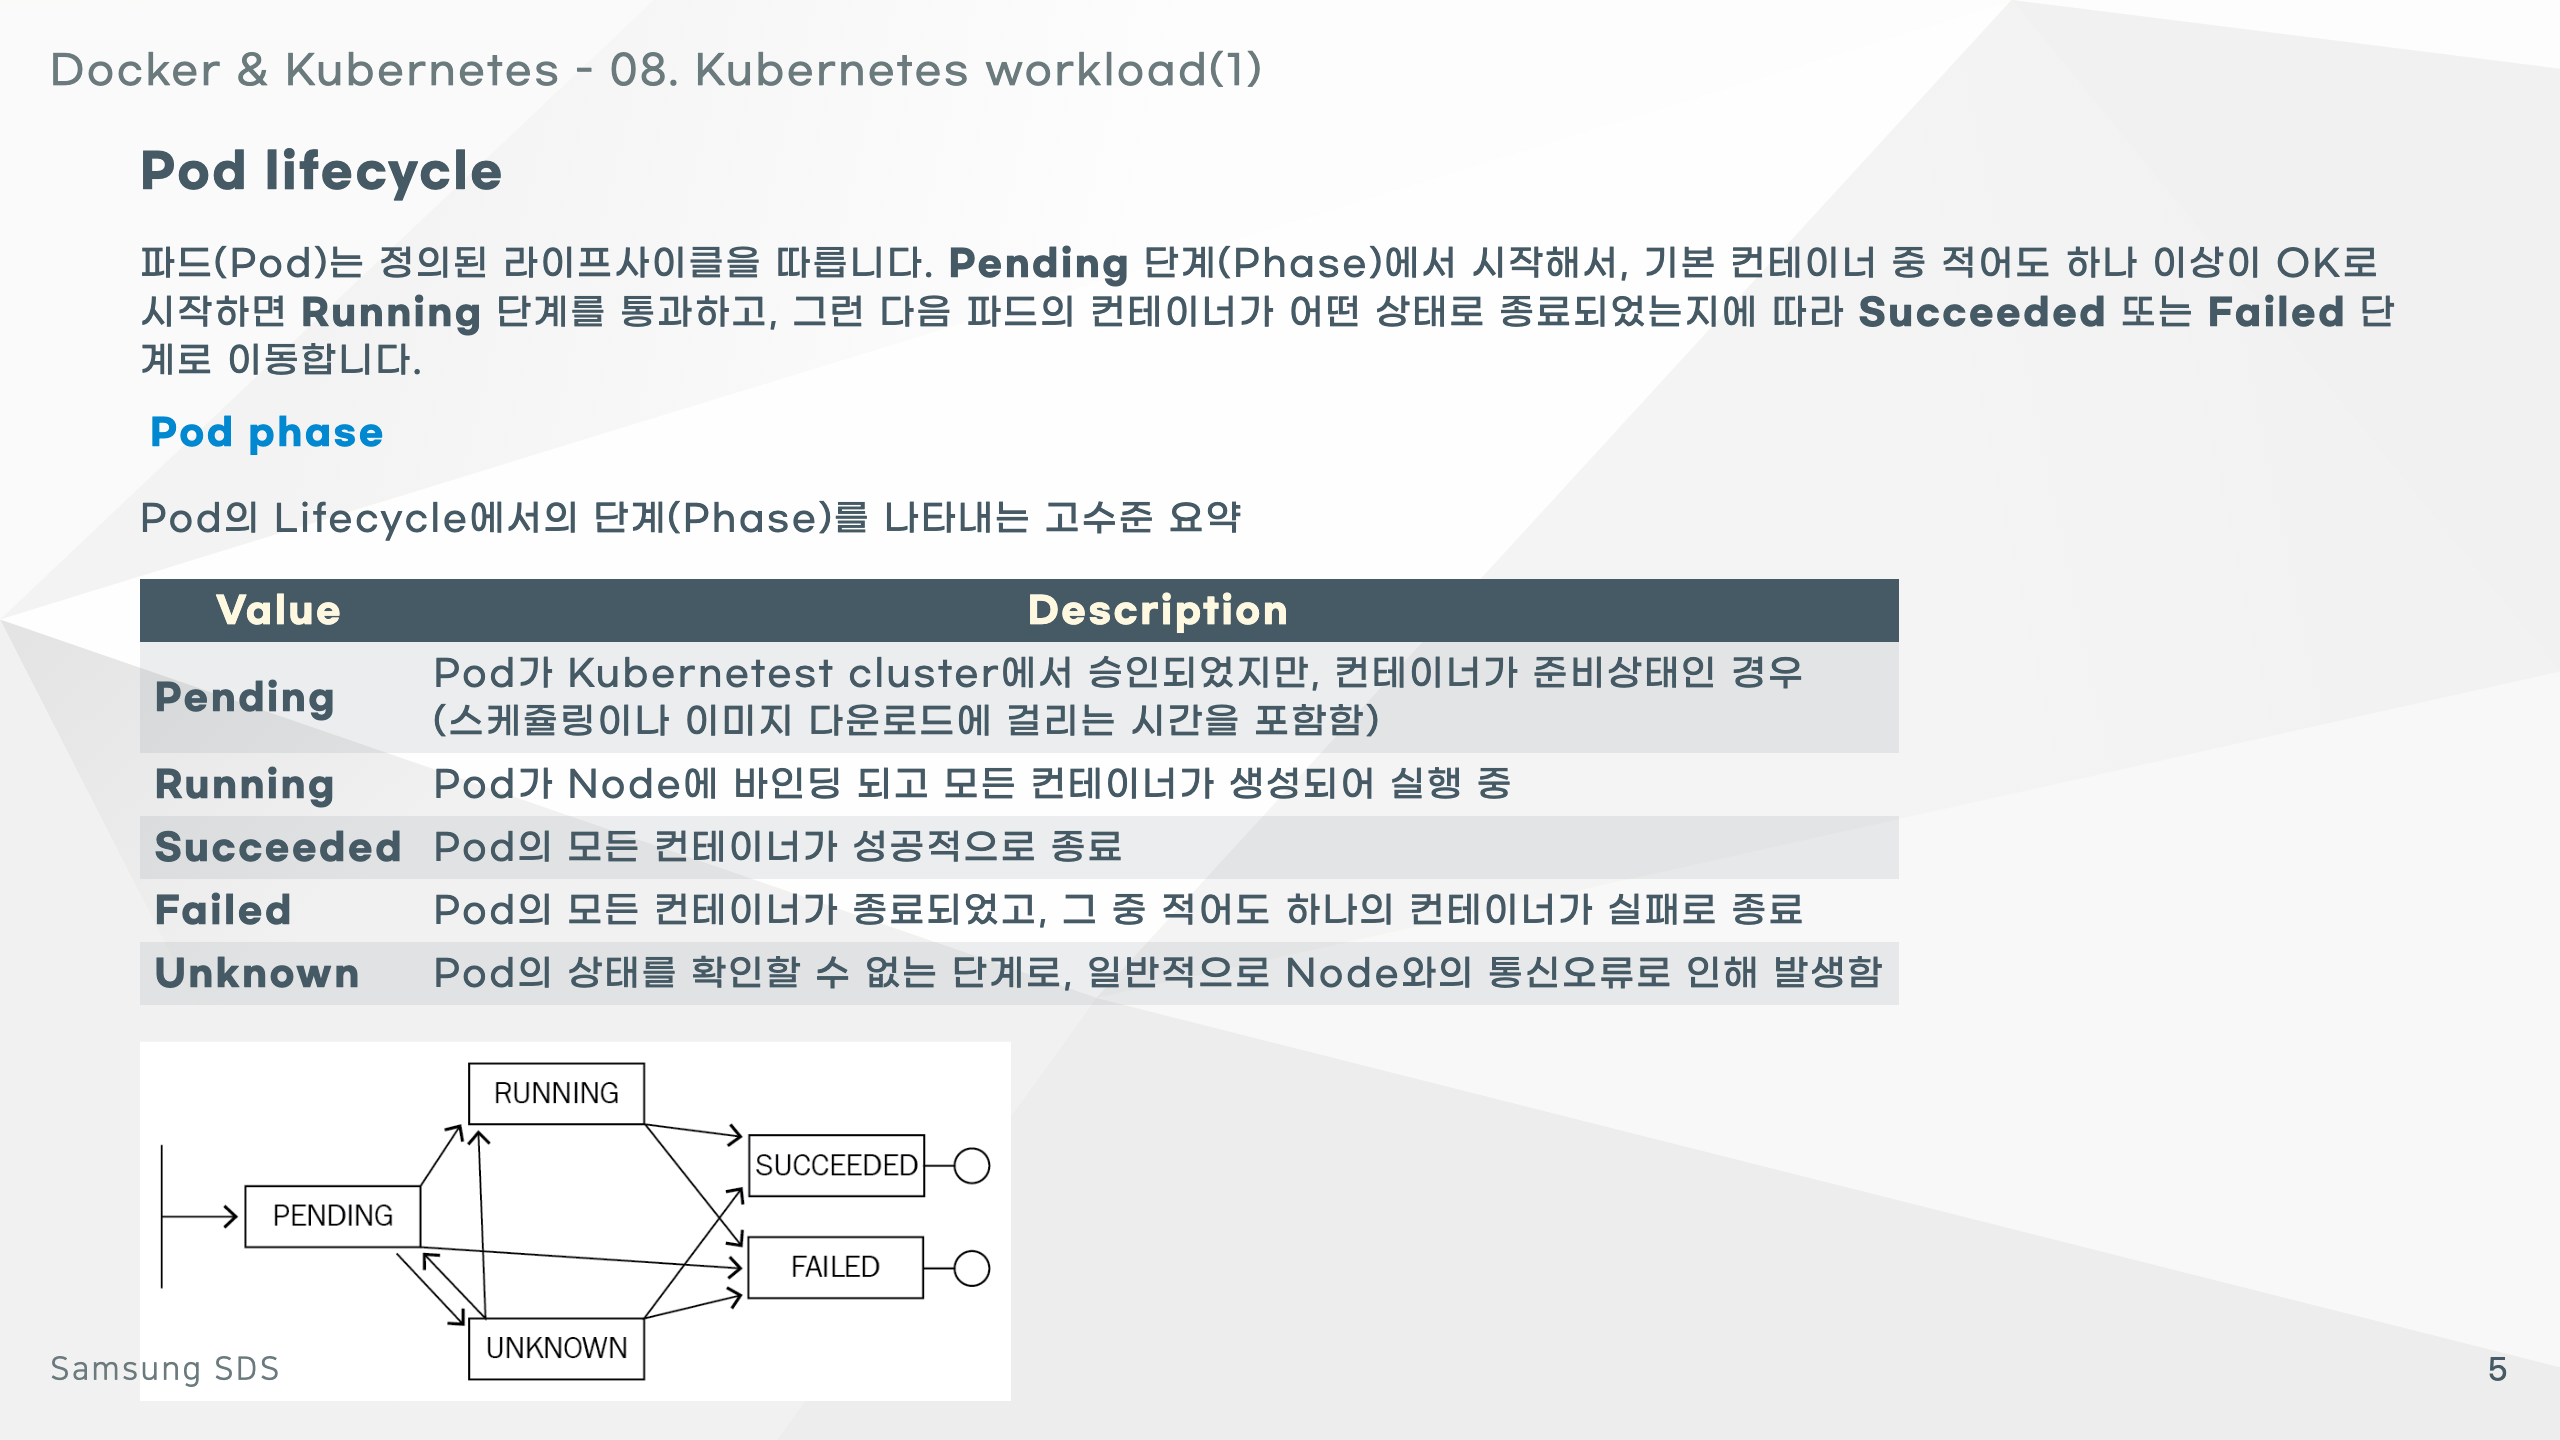 Docker & Kubernetes - 08. Kubernetes workload(1)
Pod lifecycle
파드(Pod)는 정의된 라이프사이클을 따릅니다. Pending 단계(Phase)에서 시작해서, 기본 컨테이너 중 적어도 하나 이상이 OK로
시작하면 Running 단계를 통과하고, 그런 다음 파드의 컨테이너가 어떤 상태로 종료되었는지에 따라 Succeeded 또는 Failed 단
계로 이동합니다.
Pod phase
Pod의 Lifecycle에서의 단계(Phase)를 나타내는 고수준 요약
Value Description
Pending Pod가 Kubernetest cluster에서 승인되었지만, 컨테이너가 준비상태인 경우
(스케쥴링이나 이미지 다운로드에 걸리는 시간을 포함함)
Running Pod가 Node에 바인딩 되고 모든 컨테이너가 생성되어 실행 중
Succeeded Pod의 모든 컨테이너가 성공적으로 종료
Failed Pod의 모든 컨테이너가 종료되었고, 그 중 적어도 하나의 컨테이너가 실패로 종료
Unknown Pod의 상태를 확인할 수 없는 단계로, 일반적으로 Node와의 통신오류로 인해 발생함
RUNNING
SUCCEEDED
PENDING
FAILED
UNKNOWN
Samsung SDS
5